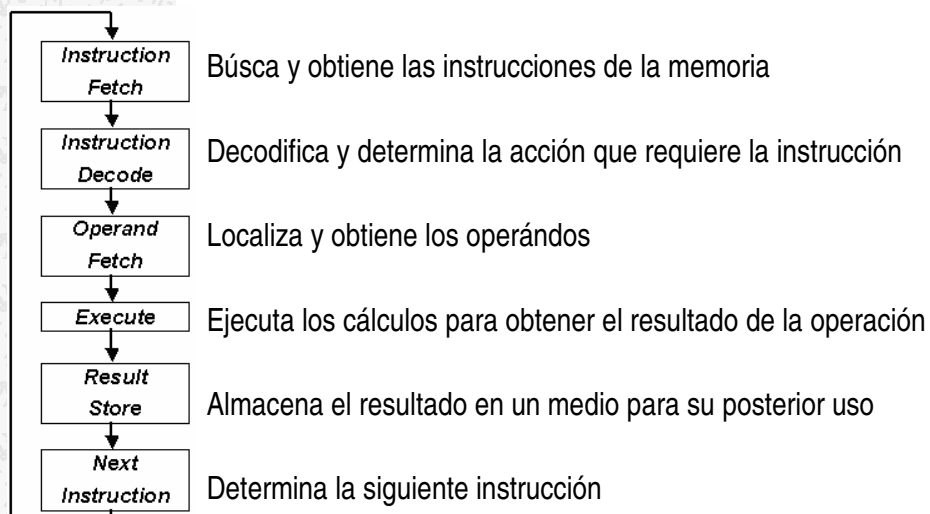 Instruction
Fetch
Búsca y obtiene las instrucciones de la memoria
Instruction
Decode
Decodifica y determina la acción que requiere la instrucción
Operand
Fetch
Localiza y obtiene los operándos
Execute
Ejecuta los cálculos para obtener el resultado de la operación
Result
Store
Almacena el resultado en un medio para su posterior uso
Next
Instruction
Determina la siguiente instrucción